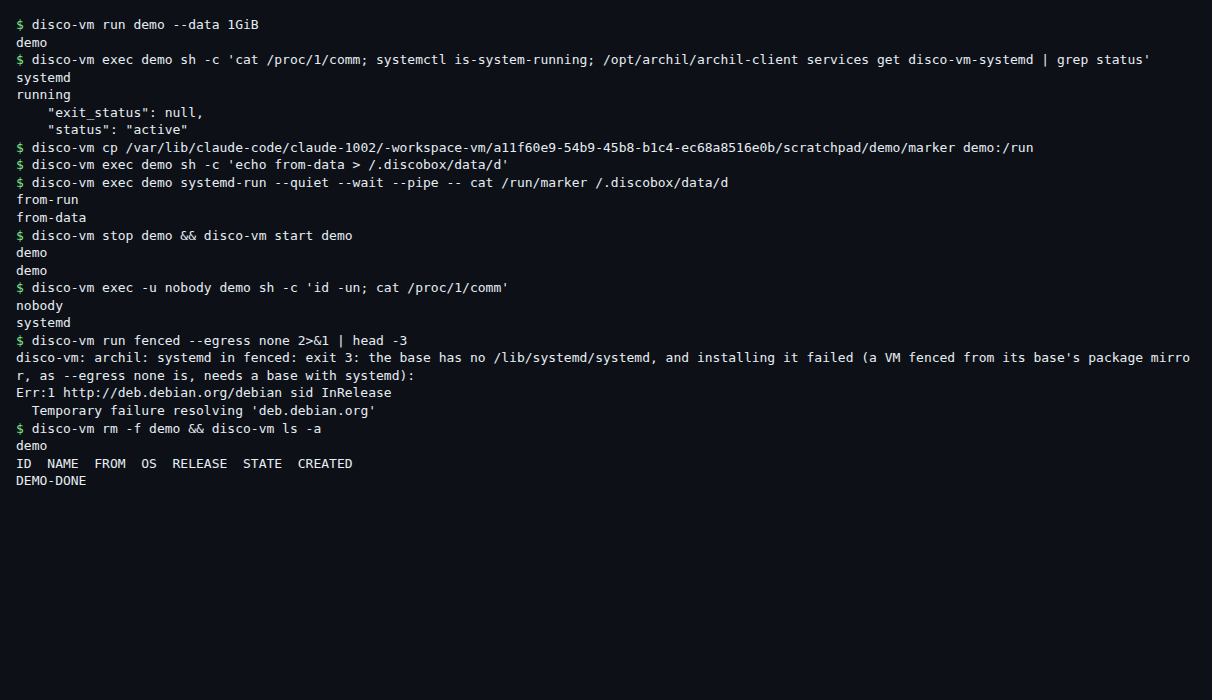 $ disco-vm run demo --data 1GiB
demo
$ disco-vm exec demo sh -c 'cat /proc/1/comm; systemctl is-system-running; /opt/archil/archil-client services get disco-vm-systemd | grep status'
systemd
running
    "exit_status": null,
    "status": "active"
$ disco-vm cp /var/lib/claude-code/claude-1002/-workspace-vm/a11f60e9-54b9-45b8-b1c4-ec68a8516e0b/scratchpad/demo/marker demo:/run
$ disco-vm exec demo sh -c 'echo from-data > /.discobox/data/d'
$ disco-vm exec demo systemd-run --quiet --wait --pipe -- cat /run/marker /.discobox/data/d
from-run
from-data
$ disco-vm stop demo && disco-vm start demo
demo
demo
$ disco-vm exec -u nobody demo sh -c 'id -un; cat /proc/1/comm'
nobody
systemd
$ disco-vm run fenced --egress none 2>&1 | head -3
disco-vm: archil: systemd in fenced: exit 3: the base has no /lib/systemd/systemd, and installing it failed (a VM fenced from its base's package mirro
r, as --egress none is, needs a base with systemd):
Err:1 http://deb.debian.org/debian sid InRelease
  Temporary failure resolving 'deb.debian.org'
$ disco-vm rm -f demo && disco-vm ls -a
demo
ID  NAME  FROM  OS  RELEASE  STATE  CREATED
DEMO-DONE